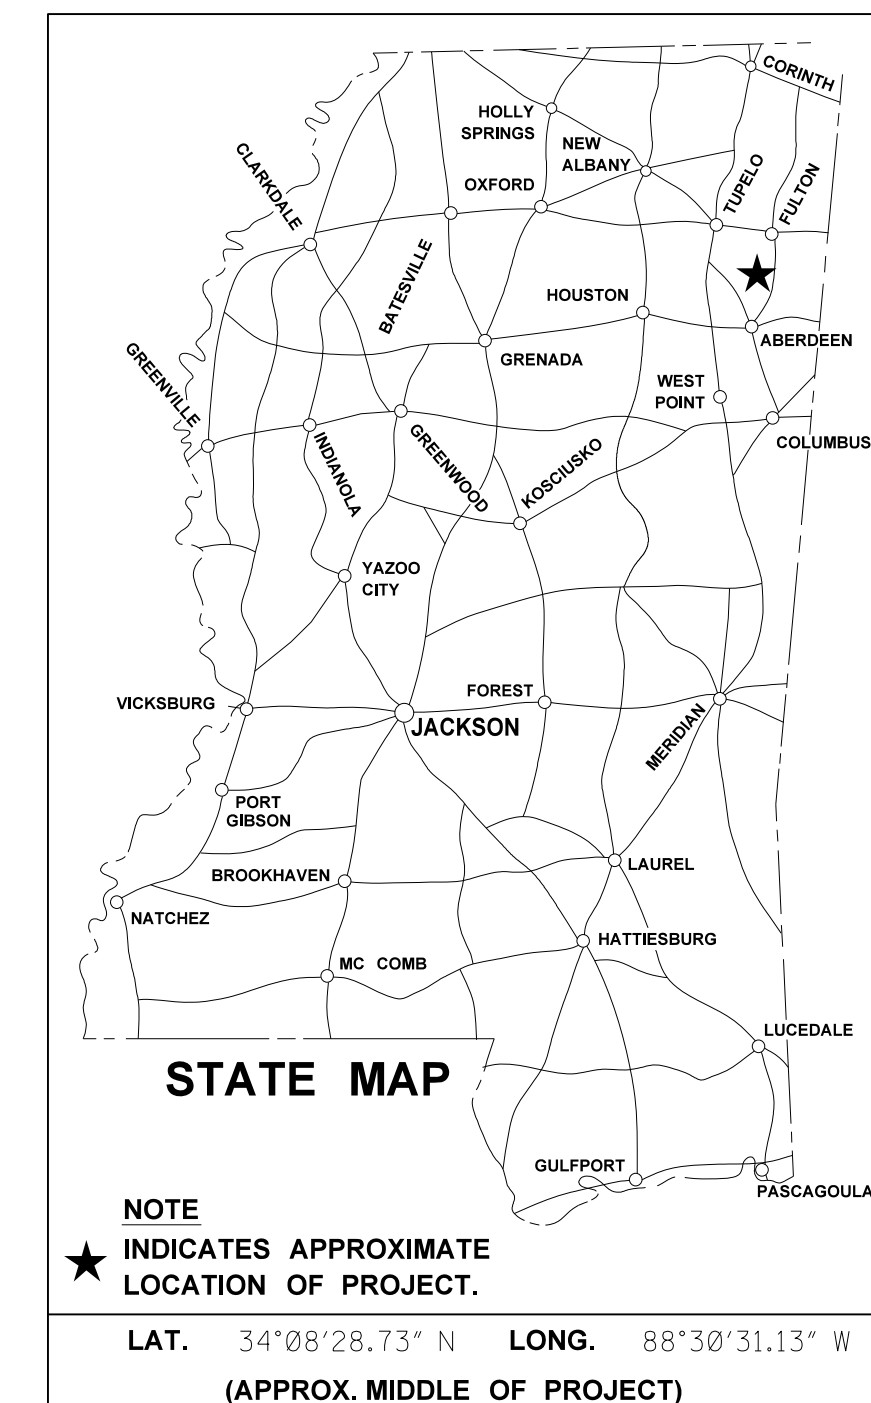 CORINTH
HOLLY
SPRINGS
NEW
ALBANY
CLARKDALE
OXFORD
TUPELO
FULTON
BATESVILLE
HOUSTON
ABERDEEN
GRENADA
GREENVILLE
WEST
POINT
COLUMBUS
INDIANOLA
GREENWOOD
KOSCIUSKO
YAZOO
CITY
VICKSBURG
FOREST
JACKSON
MERIDIAN
PORT
GIBSON
LAUREL
BROOKHAVEN
NATCHEZ
HATTIESBURG
MC COMB
LUCEDALE
STATE MAP
GULFPORT
PASCAGOULA
NOTE
INDICATES APPROXIMATE
LOCATION OF PROJECT.
LAT. 34°08'28.73" N LONG. 88°30'31.13" W
(APPROX. MIDDLE OF PROJECT)